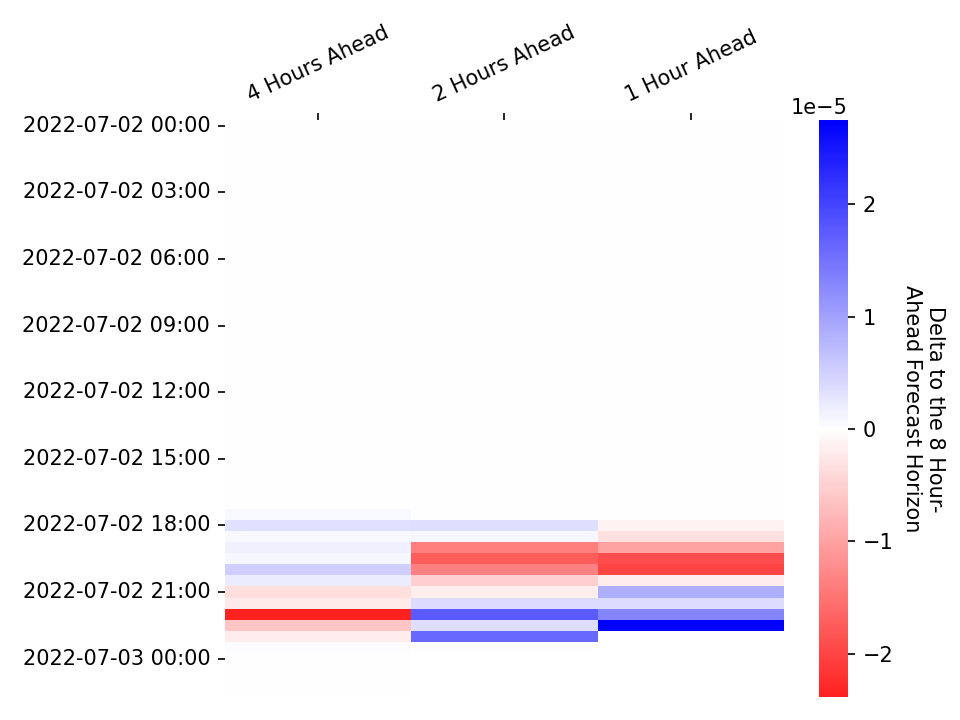 4 Hours Ahead
2 Hours Ahead
1 Hour Ahead
1e−5
2022-07-02 00:00
2022-07-02 03:00
2022-07-02 06:00
2022-07-02 09:00
2022-07-02 12:00
2022-07-02 15:00
2022-07-02 18:00
2022-07-02 21:00
2022-07-03 00:00
2
1
0
−1
−2
Delta to the 8 Hour-
Ahead Forecast Horizon